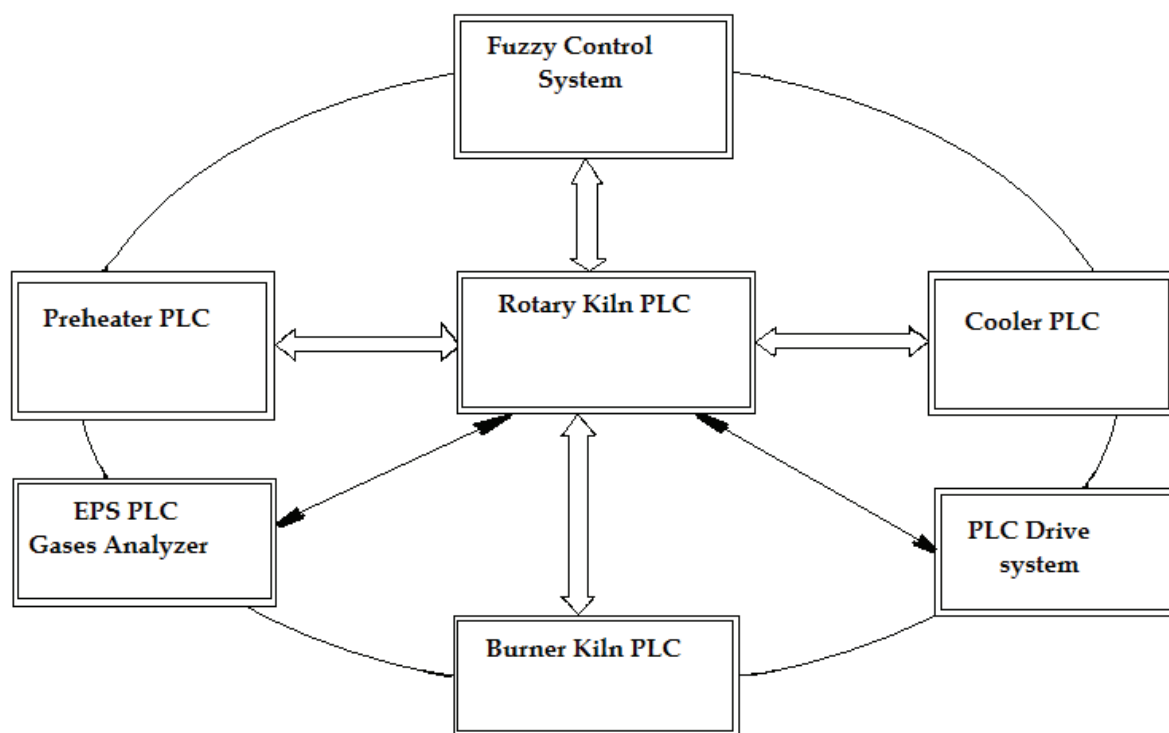 Fuzzy Control
System
Preheater PLC
Rotary Kiln PLC
Cooler PLC
EPS PLC
Gases Analyzer
PLC Drive
system
Burner Kiln PLC